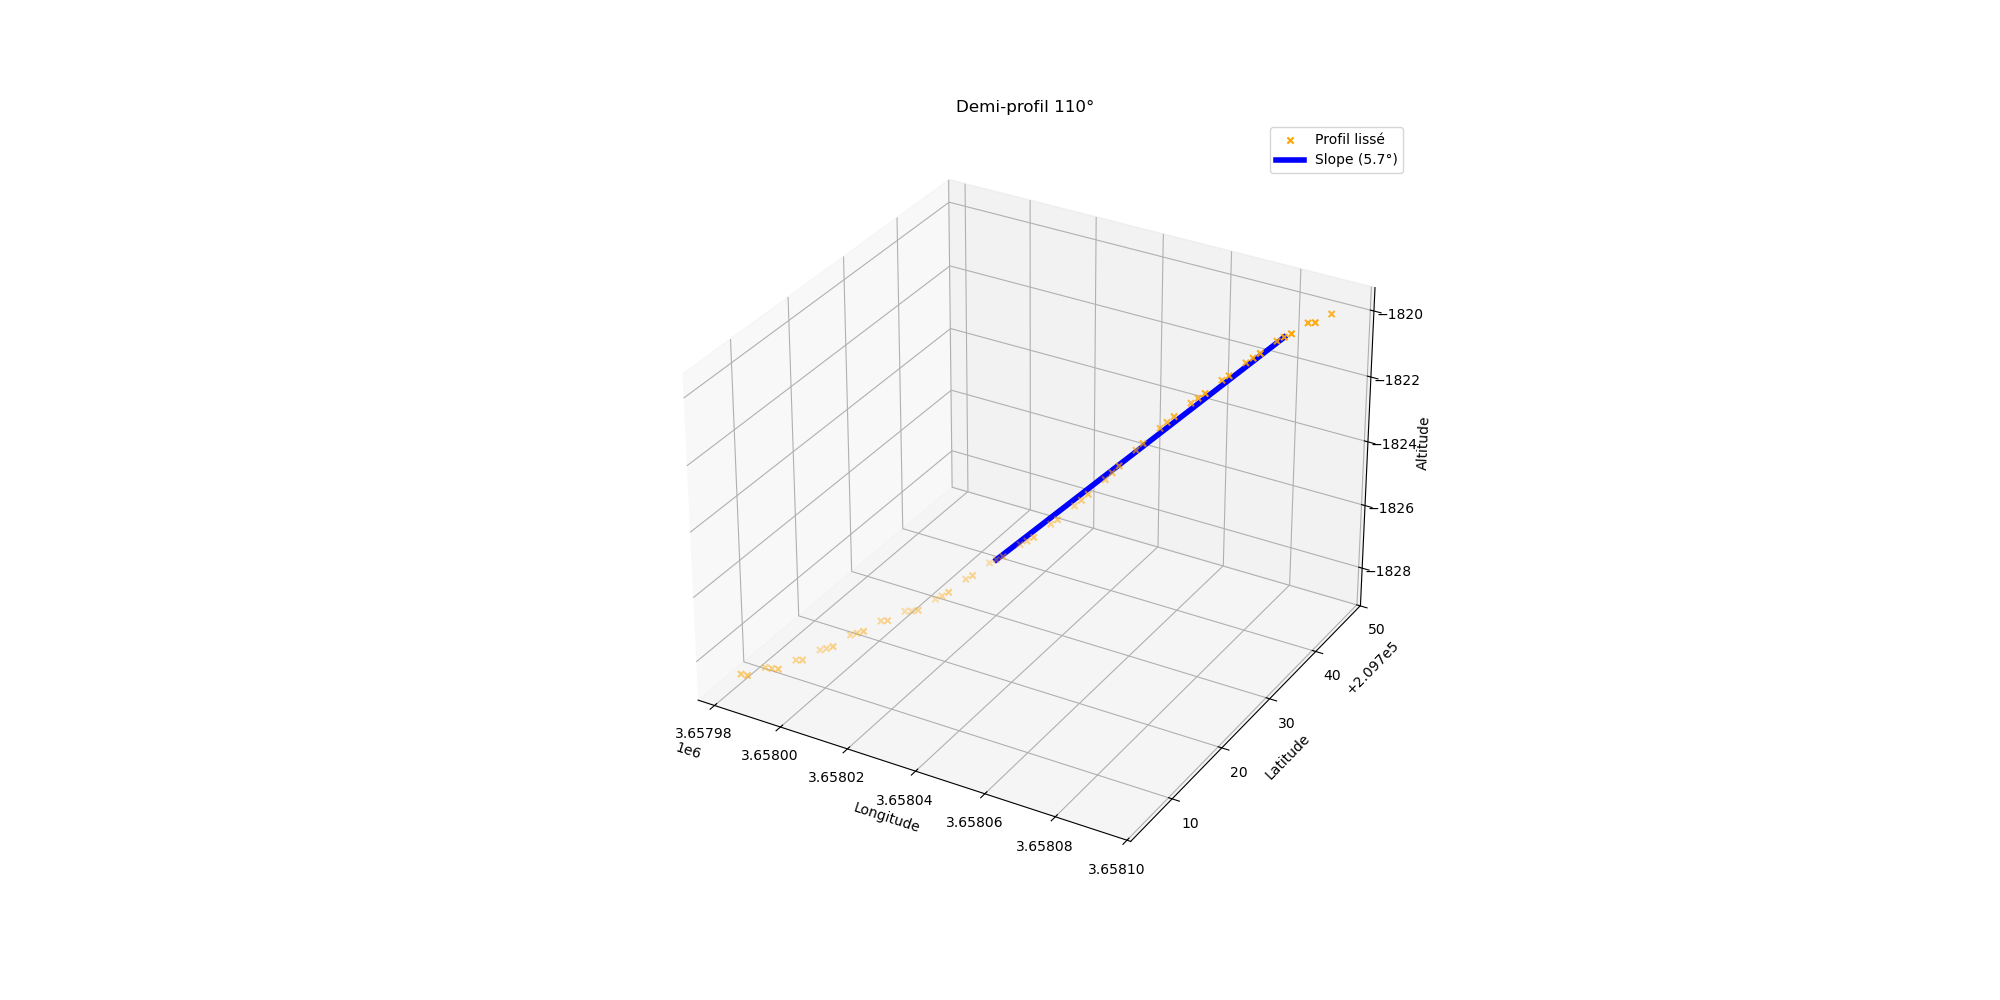 Demi-profil 110°
Profil lissé
Slope (5.7°)
−1820
−1822
−1824
−1826
−1828
Altitude
50
40
30
20
10
+2.097e5
Latitude
3.65798
3.65800
3.65802
3.65804
3.65806
3.65808
3.65810
1e6
Longitude